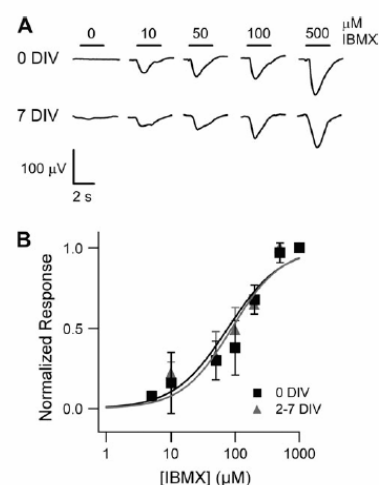 A
0 10 50 100 500 μM
IBMX
0 DIV
7 DIV
100 μV
2 s
B
Normalized Response
1.0
0.5
0.0
0 DIV
2-7 DIV
1 10 100 1000
[IBMX] (μM)